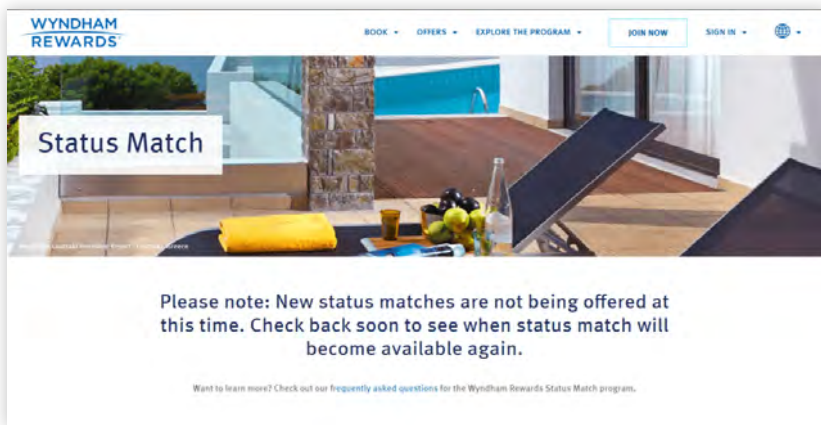 WYNDHAM
REWARDS
BOOK OFFERS EXPLORE THE PROGRAM JOIN NOW SIGN IN
Status Match
Greece
Please note: New status matches are not being offered at
this time. Check back soon to see when status match will
become available again.
Want to learn more? Check out our frequently asked questions for the Wyndham Rewards Status Match program.